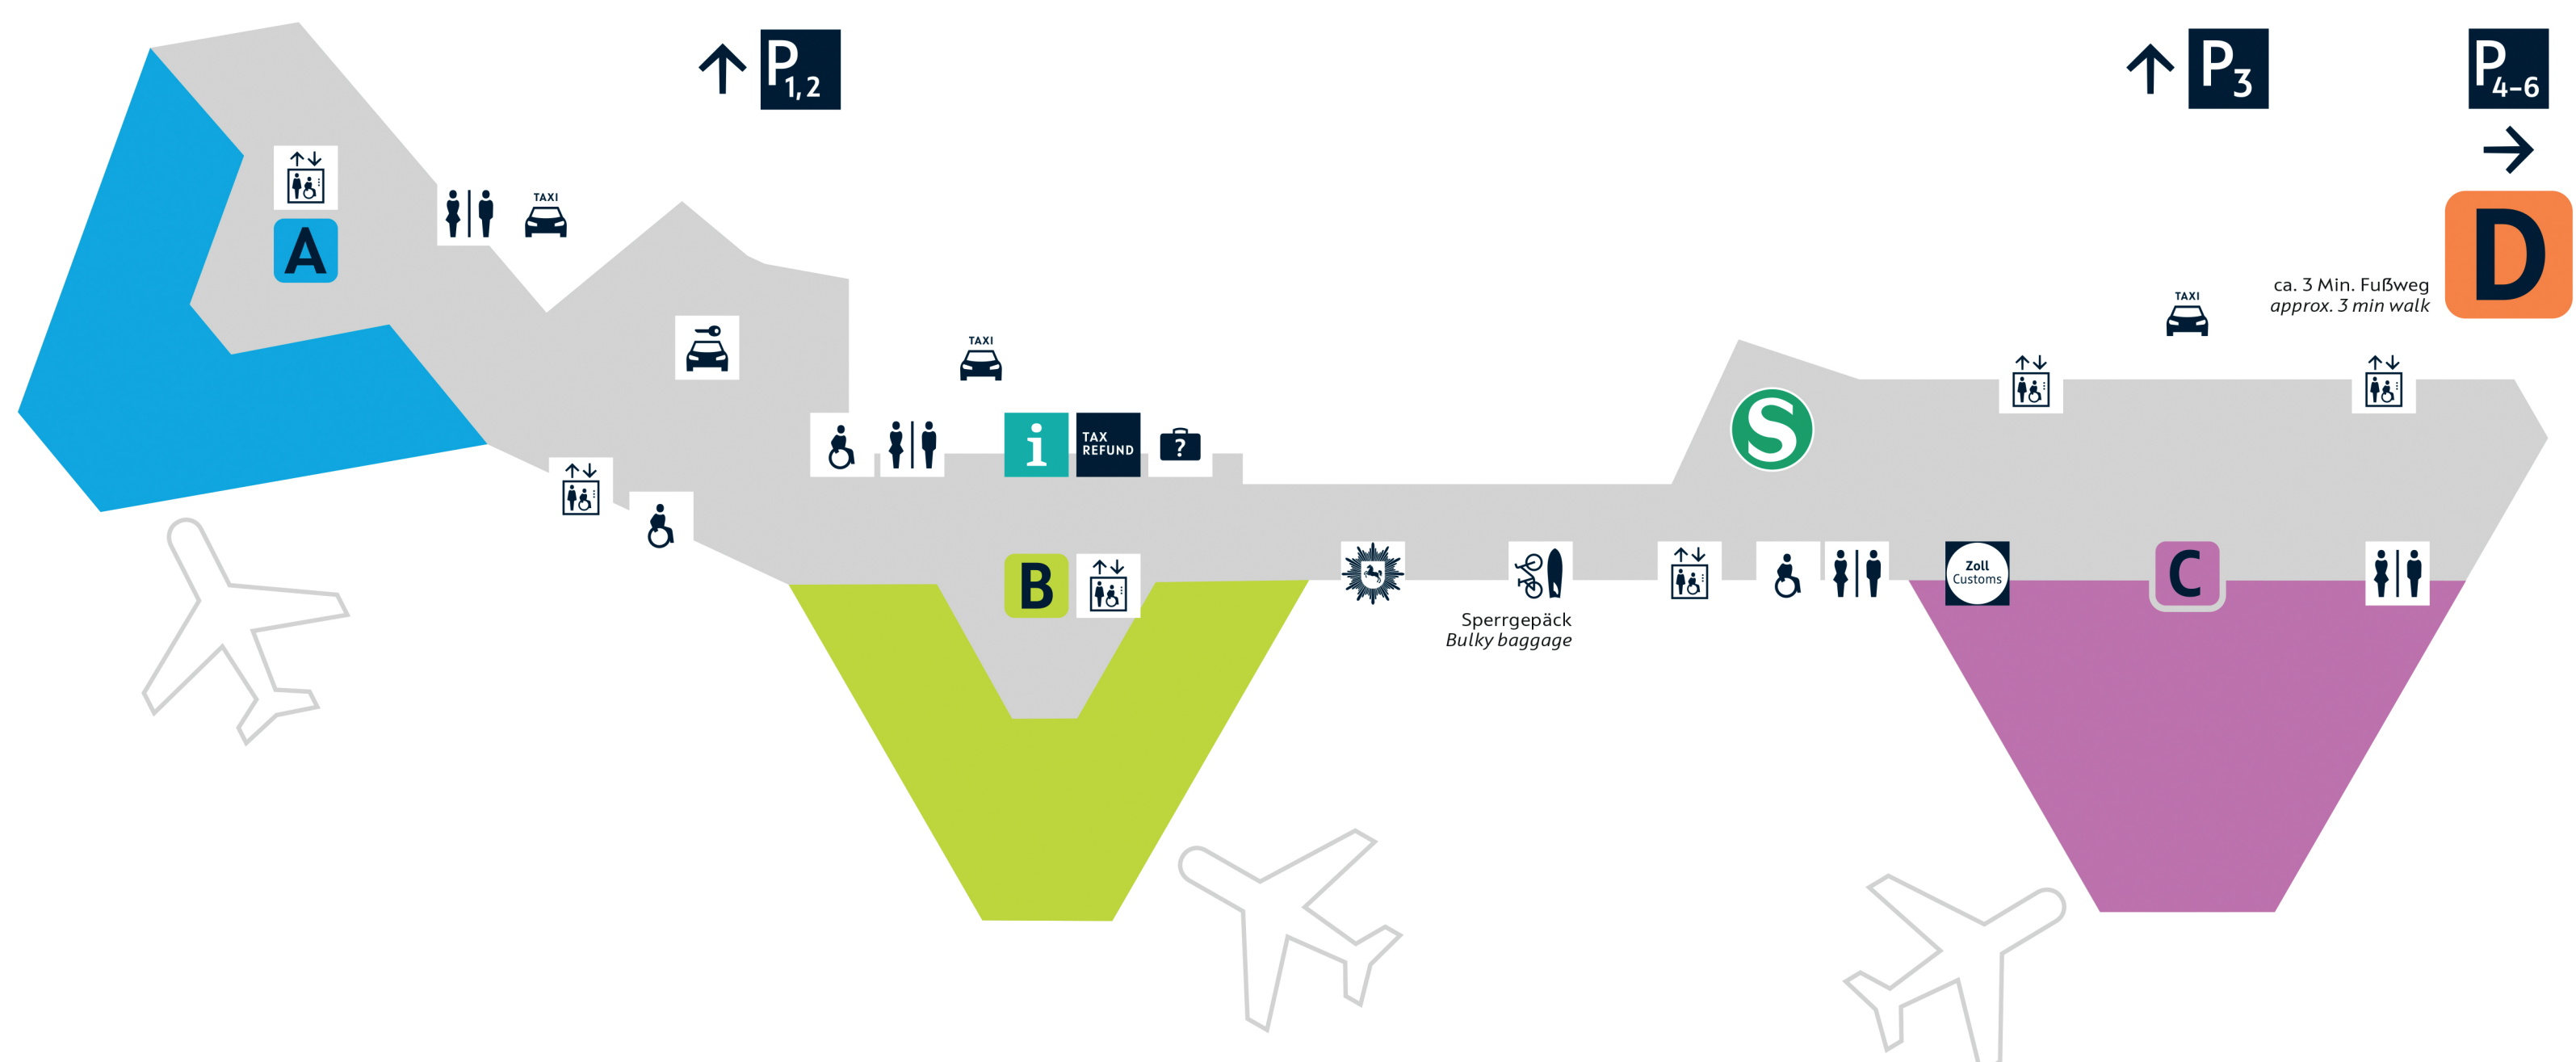 P1,2
P3
P4–6
A
TAXI
D
ca. 3 Min. Fußweg
approx. 3 min walk
TAXI
TAXI
i
TAX
REFUND
?
S
B
Zoll
Customs
C
Sperrgepäck
Bulky baggage